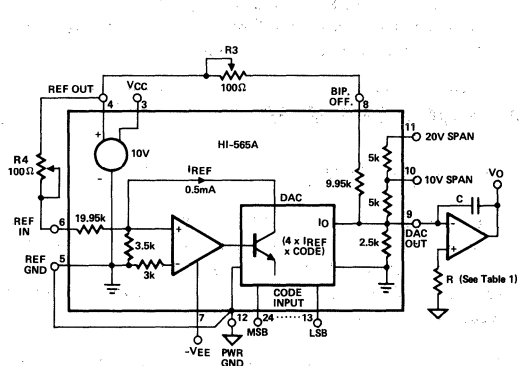 R3
100Ω
REF OUT
4
VCC
3
BIP.
OFF.
8
HI-565A
11
20V SPAN
5k
R4
100Ω
+
10V
-
9.95k
10
10V SPAN
IREF
0.5mA
DAC
5k
VO
C
REF
IN
6
19.95k
+
IO
9
DAC
OUT
-
+
3.5k
(4 x IREF
x CODE)
2.5k
REF
GND
5
3k
-
R (See Table 1)
CODE
INPUT
7
12
24
13
MSB
LSB
-VEE
PWR
GND